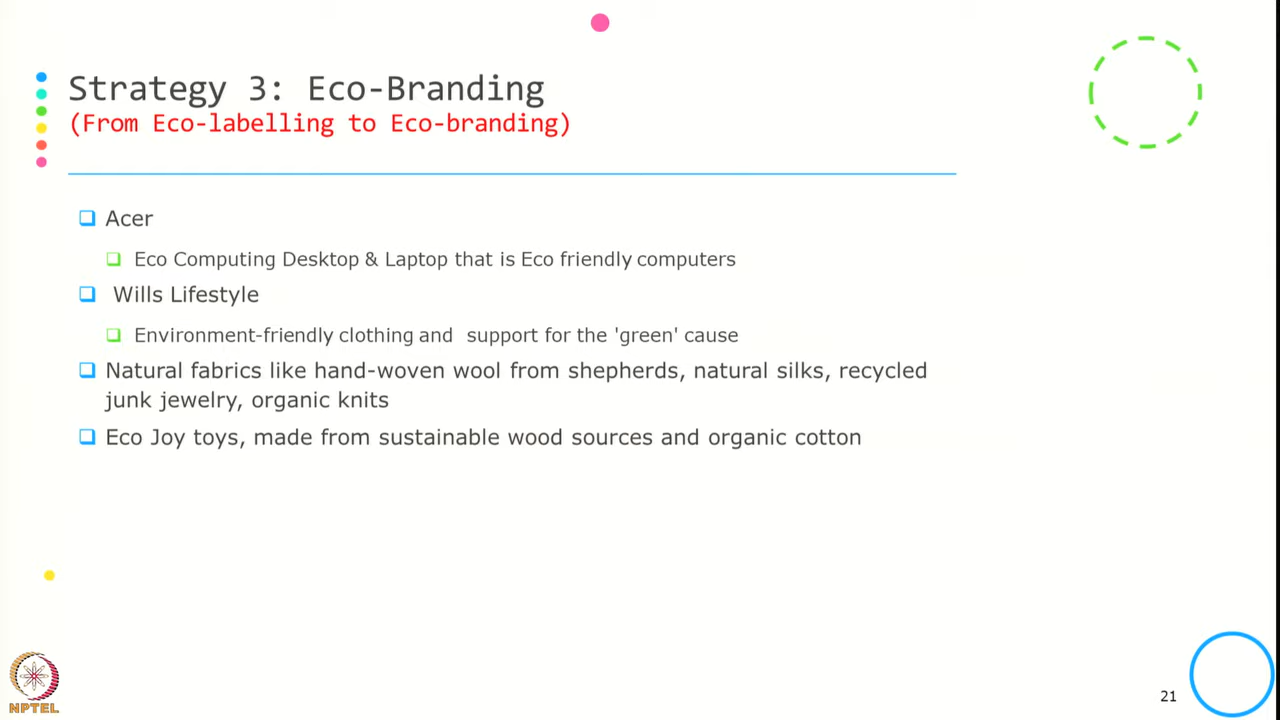 Strategy 3: Eco-Branding
(From Eco-labelling to Eco-branding)
Acer
Eco Computing Desktop & Laptop that is Eco friendly computers
Wills Lifestyle
Environment-friendly clothing and support for the 'green' cause
Natural fabrics like hand-woven wool from shepherds, natural silks, recycled
junk jewelry, organic knits
Eco Joy toys, made from sustainable wood sources and organic cotton
NPTEL
21